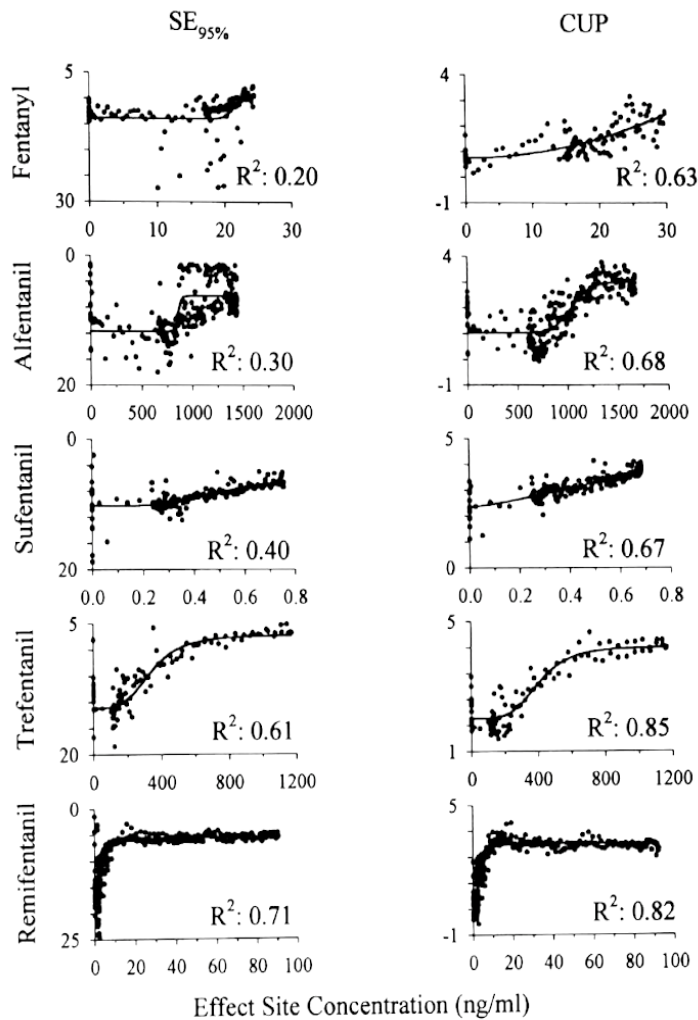 SE95% CUP
5 4
Fentanyl
R²: 0.20 R²: 0.63
30 -1
0 10 20 30 0 10 20 30
0 4
Alfentanil
R²: 0.30 R²: 0.68
20 -1
0 500 1000 1500 2000 0 500 1000 1500 2000
0 5
Sufentanil
R²: 0.40 R²: 0.67
20 0
0.0 0.2 0.4 0.6 0.8 0.0 0.2 0.4 0.6 0.8
5 5
Trefentanil
R²: 0.61 R²: 0.85
20 1
0 400 800 1200 0 400 800 1200
0 5
Remifentanil
R²: 0.71 R²: 0.82
25 -1
0 20 40 60 80 100 0 20 40 60 80 100
Effect Site Concentration (ng/ml)